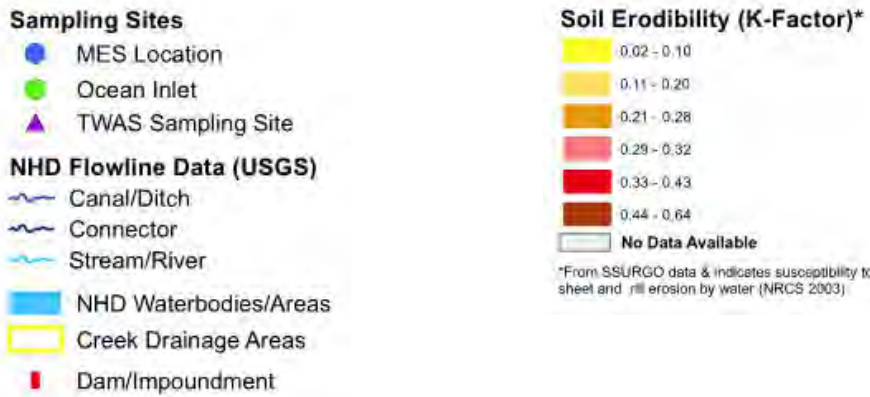 Sampling Sites
MES Location
Ocean Inlet
TWAS Sampling Site
NHD Flowline Data (USGS)
Canal/Ditch
Connector
Stream/River
NHD Waterbodies/Areas
Creek Drainage Areas
Dam/Impoundment
Soil Erodibility (K-Factor)*
0.02 - 0.10
0.11 - 0.20
0.21 - 0.28
0.29 - 0.32
0.33 - 0.43
0.44 - 0.64
No Data Available
*From SSURGO data & indicates susceptibility to
sheet and rill erosion by water (NRCS 2003)